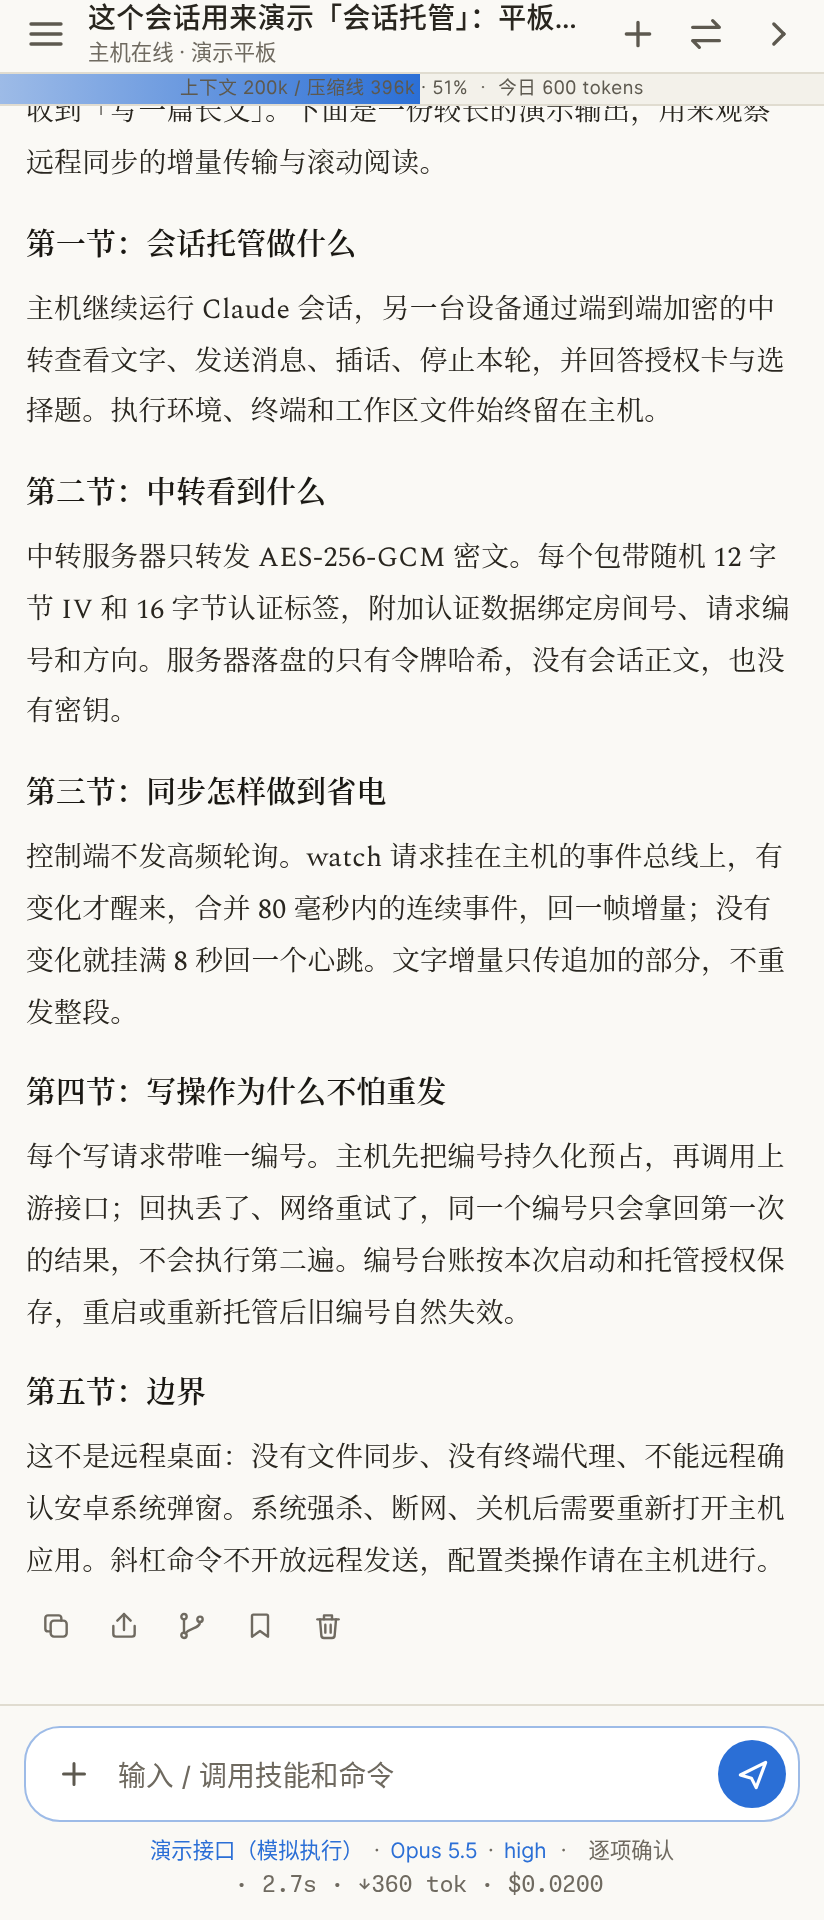 这个会话用来演示「会话托管」：平板...
主机在线 · 演示平板
上下文 200k / 压缩线 396k · 51% · 今日 600 tokens
收到「写一篇长文」。下面是一份较长的演示输出，用来观察
远程同步的增量传输与滚动阅读。
第一节：会话托管做什么
主机继续运行 Claude 会话，另一台设备通过端到端加密的中
转查看文字、发送消息、插话、停止本轮，并回答授权卡与选
择题。执行环境、终端和工作区文件始终留在主机。
第二节：中转看到什么
中转服务器只转发 AES-256-GCM 密文。每个包带随机 12 字
节 IV 和 16 字节认证标签，附加认证数据绑定房间号、请求编
号和方向。服务器落盘的只有令牌哈希，没有会话正文，也没
有密钥。
第三节：同步怎样做到省电
控制端不发高频轮询。watch 请求挂在主机的事件总线上，有
变化才醒来，合并 80 毫秒内的连续事件，回一帧增量；没有
变化就挂满 8 秒回一个心跳。文字增量只传追加的部分，不重
发整段。
第四节：写操作为什么不怕重发
每个写请求带唯一编号。主机先把编号持久化预占，再调用上
游接口；回执丢了、网络重试了，同一个编号只会拿回第一次
的结果，不会执行第二遍。编号台账按本次启动和托管授权保
存，重启或重新托管后旧编号自然失效。
第五节：边界
这不是远程桌面：没有文件同步、没有终端代理、不能远程确
认安卓系统弹窗。系统强杀、断网、关机后需要重新打开主机
应用。斜杠命令不开放远程发送，配置类操作请在主机进行。
输入 / 调用技能和命令
演示接口（模拟执行） · Opus 5.5 · high · 逐项确认
· 2.7s · ↓360 tok · $0.0200